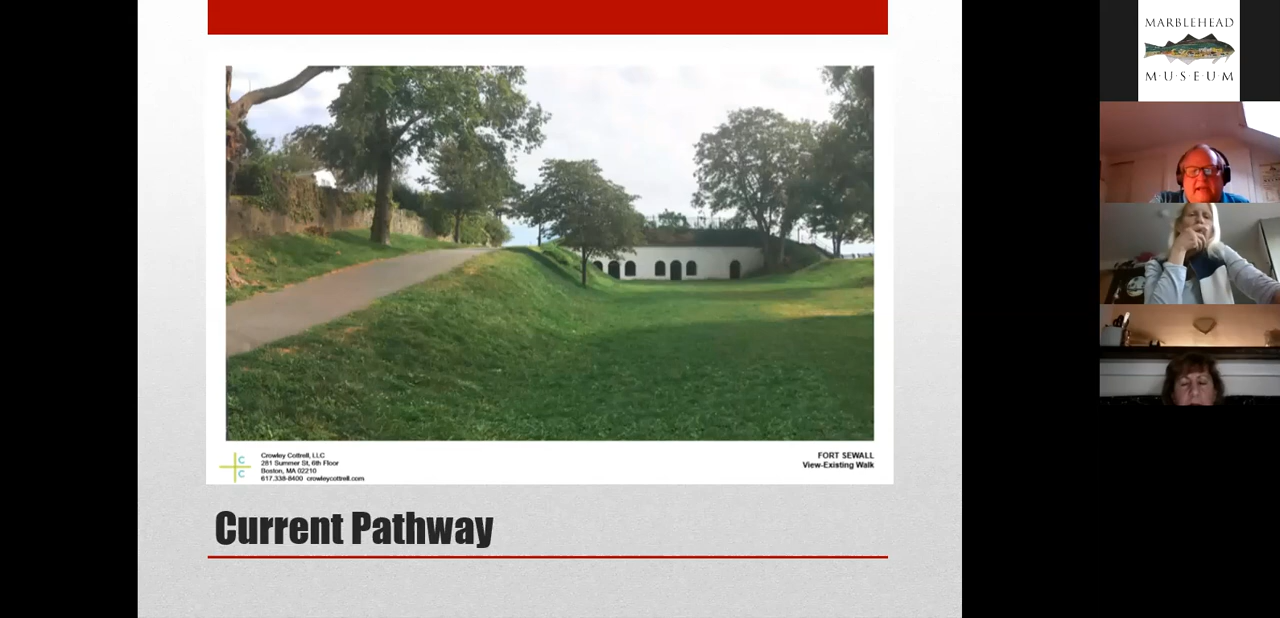 MARBLEHEAD
M·U·S·E·U·M
C
C
Crowley Cottrell, LLC
281 Summer St, 6th Floor
Boston, MA 02210
617.338-8400 crowleycottrell.com
FORT SEWALL
View-Existing Walk
Current Pathway